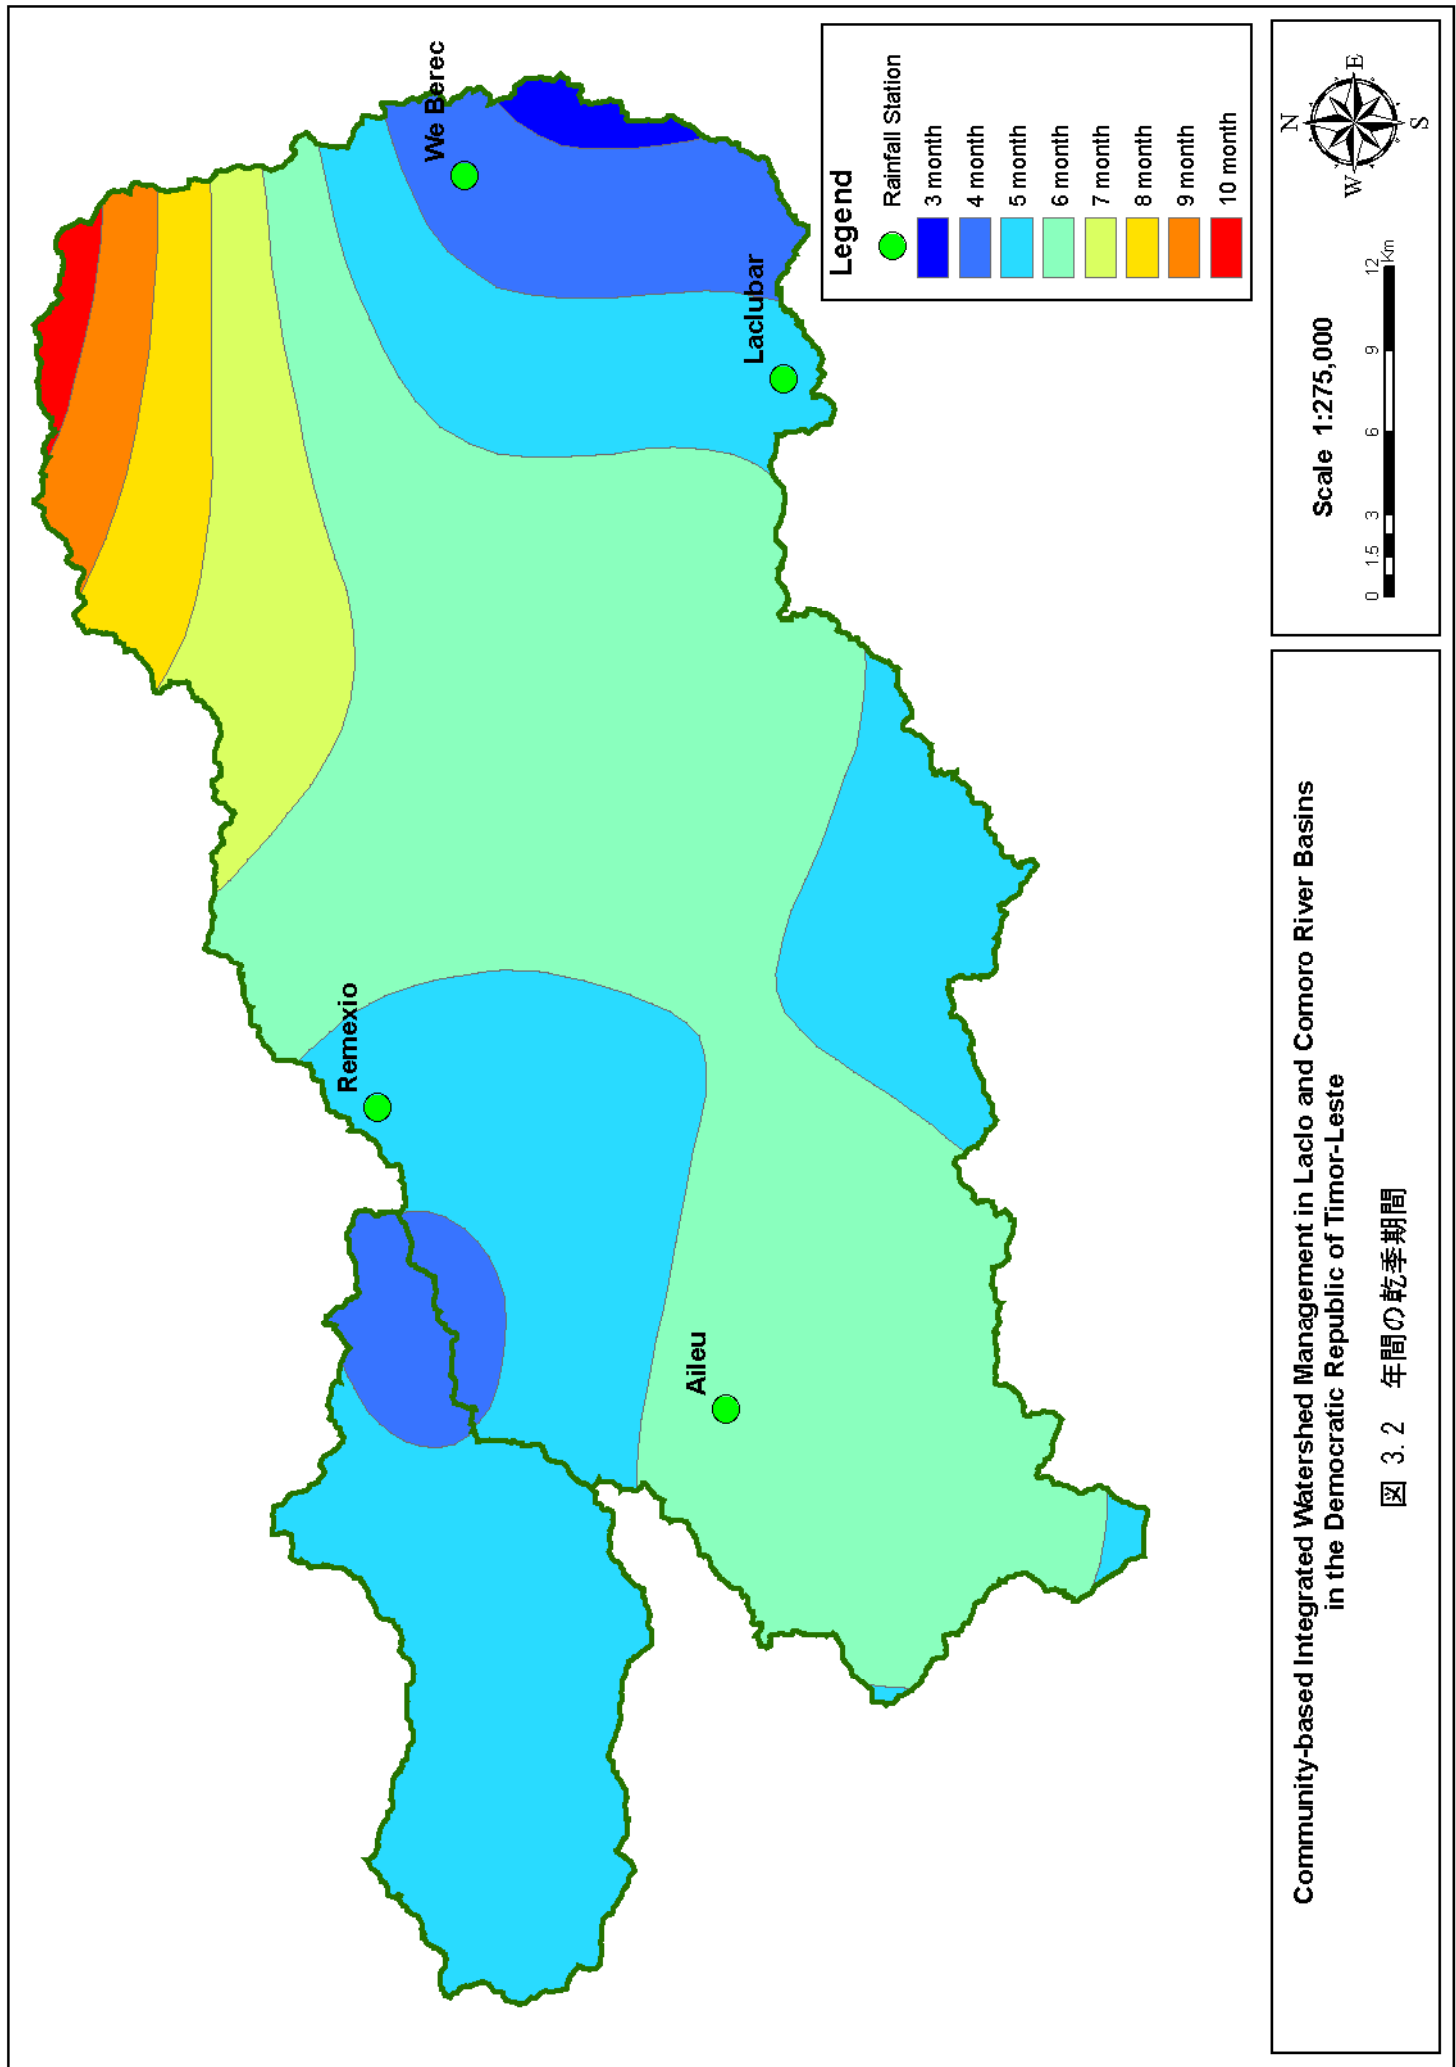 We Berec
Remexio
Laclubar
Aileu
Legend
Rainfall Station
3 month
4 month
5 month
6 month
7 month
8 month
9 month
10 month
Community-based Integrated Watershed Management in Laclo and Comoro River Basins
in the Democratic Republic of Timor-Leste
図 3.2 年間の乾季期間
Scale 1:275,000
0 1.5 3 6 9 12
Km
N
W E
S